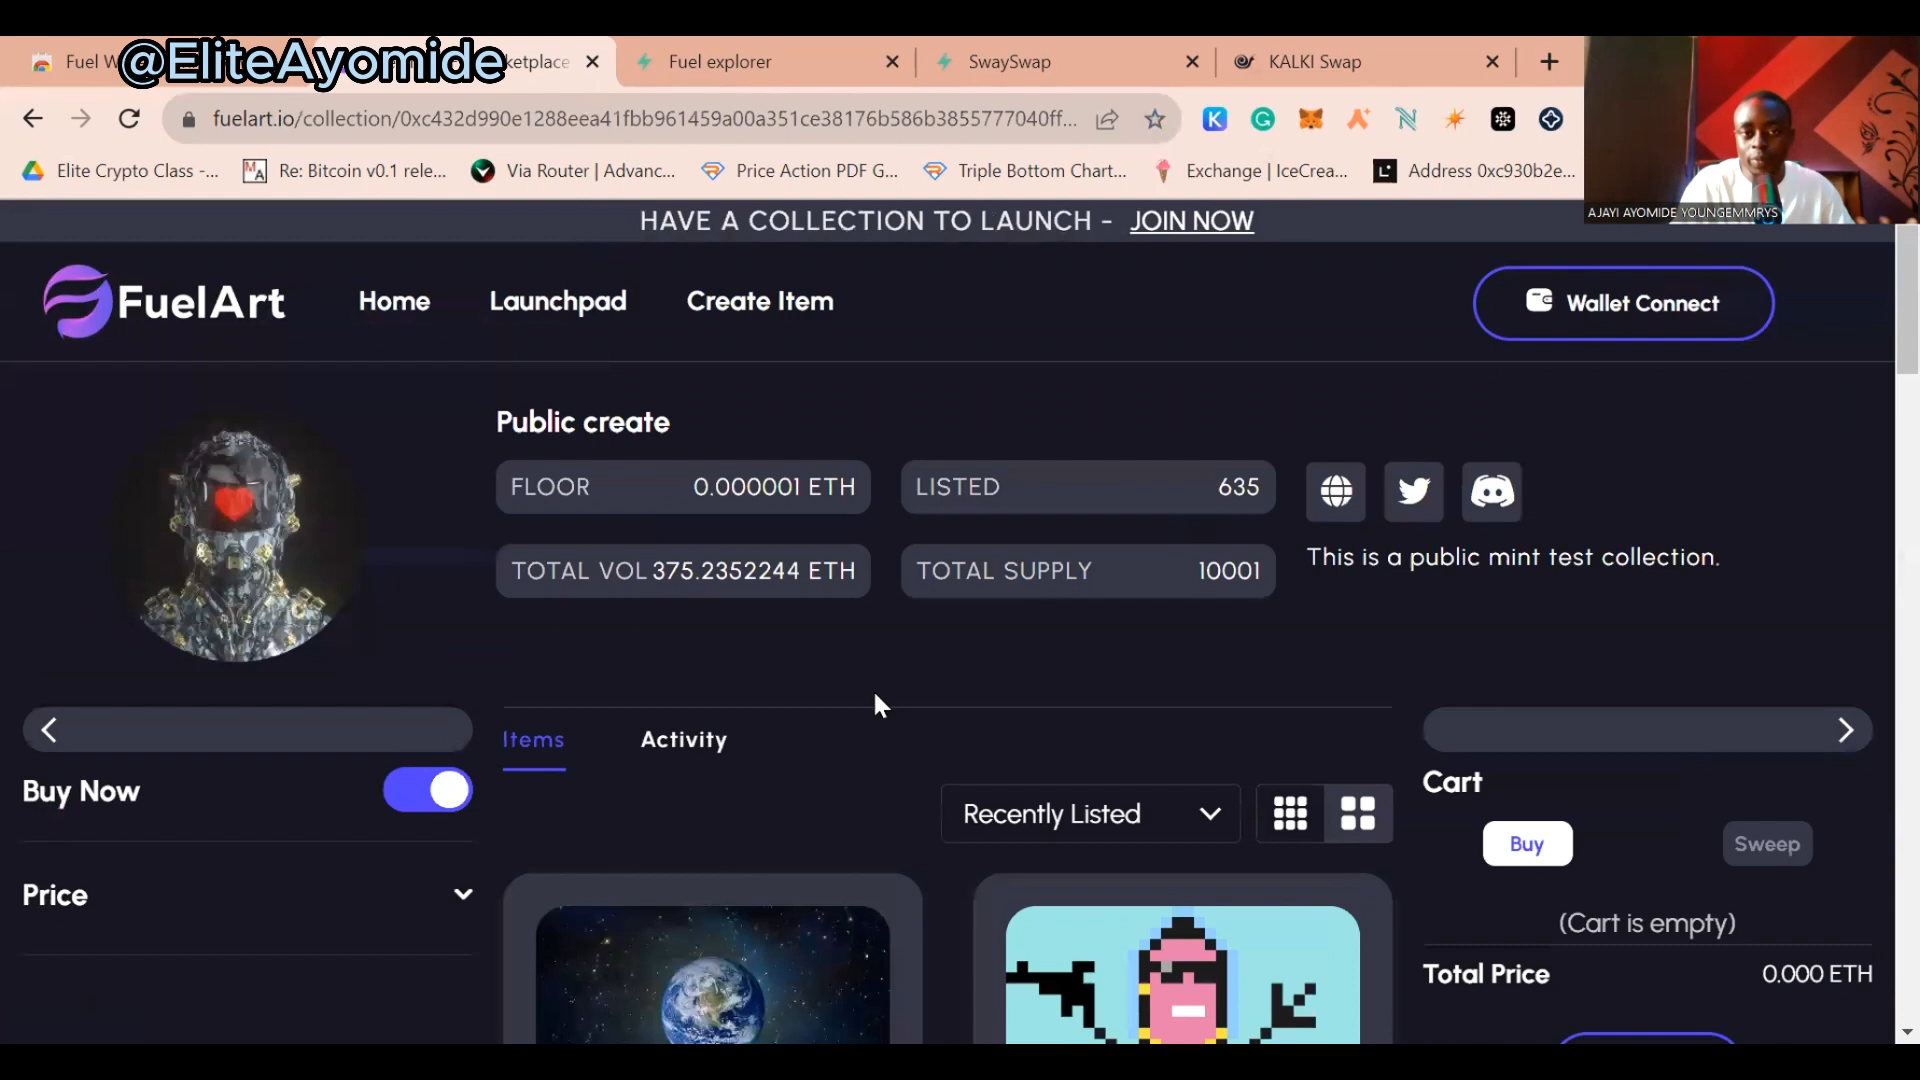 @EliteAyomide
Fuel W
ketplace
Fuel explorer
SwaySwap
KALKI Swap
fuelart.io/collection/0xc432d990e1288eea41fbb961459a00a351ce38176b586b3855777040ff...
Elite Crypto Class -...
Re: Bitcoin v0.1 rele...
Via Router | Advanc...
Price Action PDF G...
Triple Bottom Chart...
Exchange | IceCrea...
Address 0xc930b2e...
AJAYI AYOMIDE YOUNGEMMRYS
HAVE A COLLECTION TO LAUNCH - JOIN NOW
FuelArt
Home
Launchpad
Create Item
Wallet Connect
Public create
FLOOR 0.000001 ETH
LISTED 635
TOTAL VOL 375.2352244 ETH
TOTAL SUPPLY 10001
This is a public mint test collection.
Items
Activity
Buy Now
Recently Listed
Price
Cart
Buy
Sweep
(Cart is empty)
Total Price 0.000 ETH